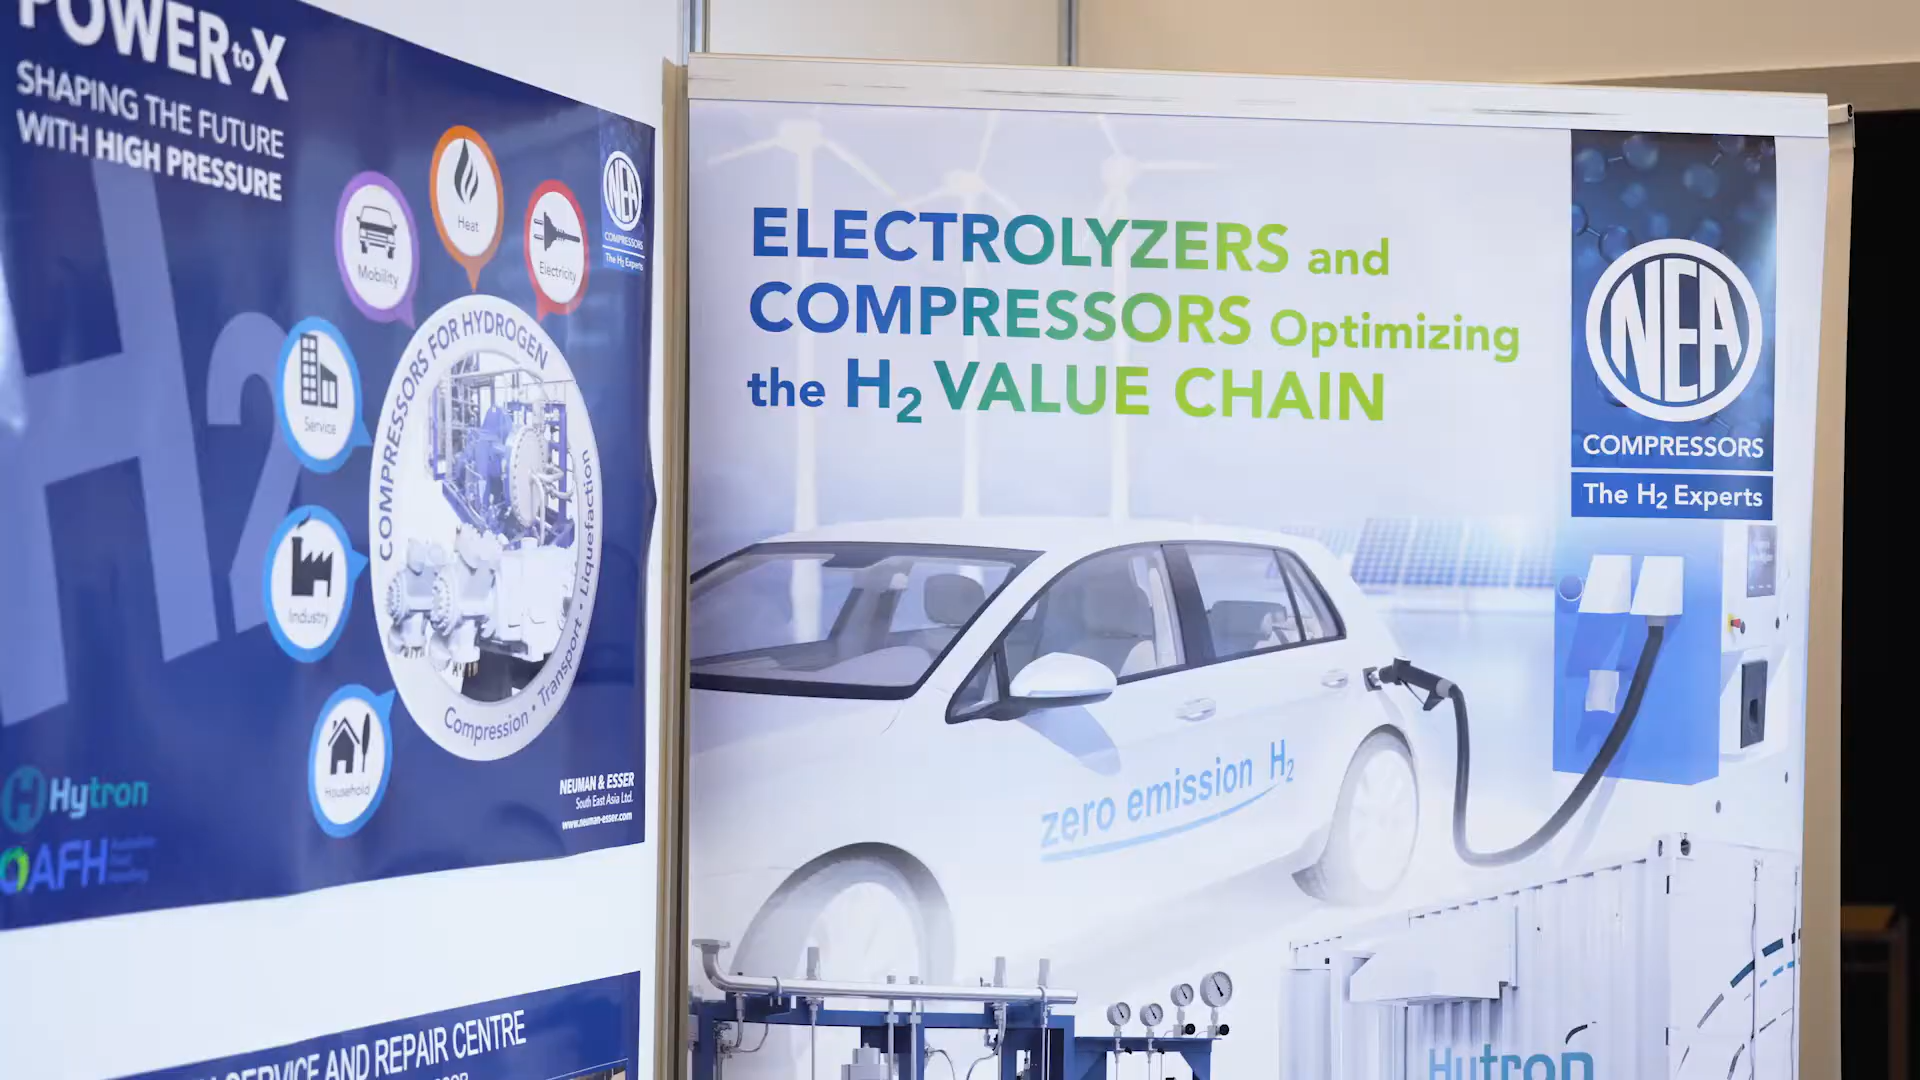 POWER to X
SHAPING THE FUTURE
WITH HIGH PRESSURE
H2
Heat
Mobility
Electricity
Service
Industry
Household
COMPRESSORS FOR HYDROGEN
Compression • Transport • Liquefaction
NEA
COMPRESSORS
The H2 Experts
Hytron
AFH
NEUMAN & ESSER
South East Asia Ltd.
www.neuman-esser.com
SERVICE AND REPAIR CENTRE
ELECTROLYZERS and
COMPRESSORS Optimizing
the H2 VALUE CHAIN
NEA
COMPRESSORS
The H2 Experts
zero emission H2
Hytron